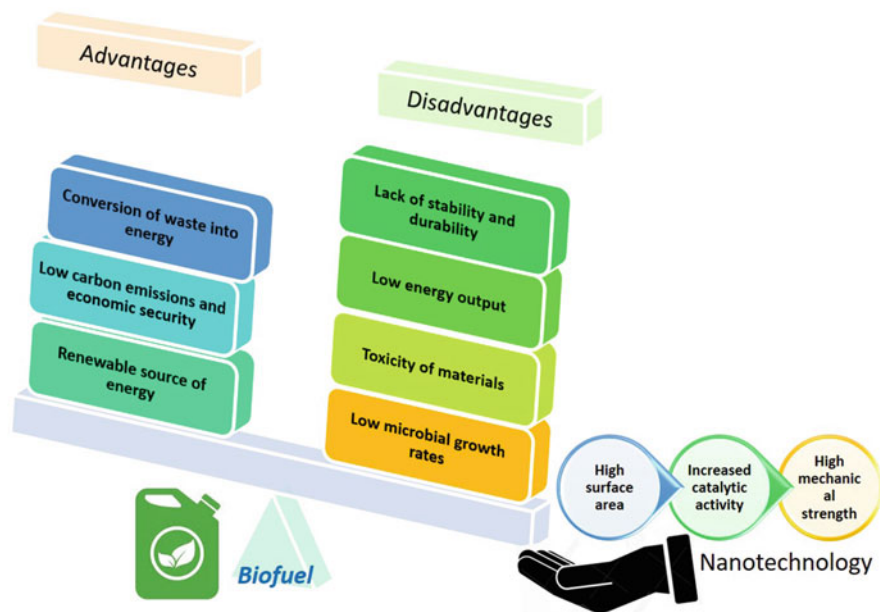 Advantages
Disadvantages
Conversion of waste into
energy
Low carbon emissions and
economic security
Renewable source of
energy
Lack of stability and
durability
Low energy output
Toxicity of materials
Low microbial growth
rates
High
surface
area
Increased
catalytic
activity
High
mechanic
al strength
Biofuel
Nanotechnology